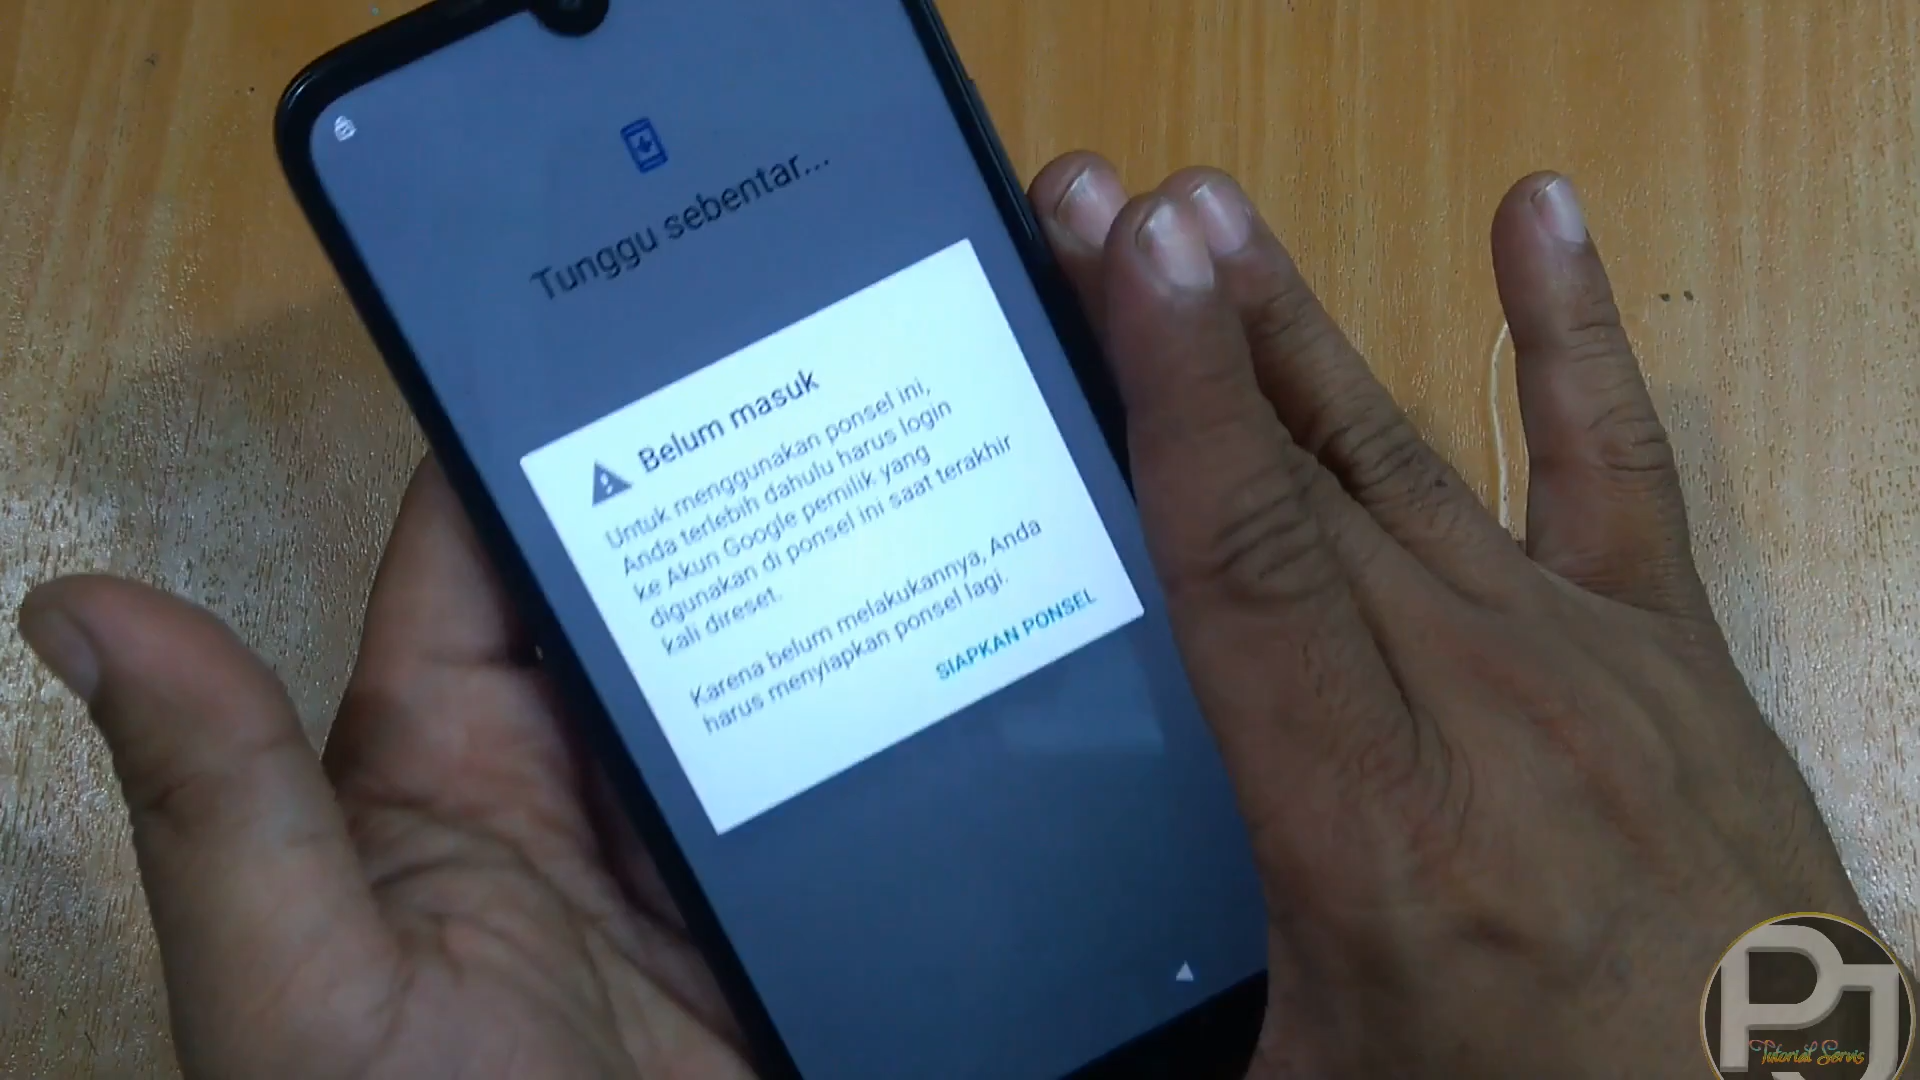 Tunggu sebentar...
Belum masuk
Untuk menggunakan ponsel ini,
Anda terlebih dahulu harus login
ke Akun Google pemilik yang
digunakan di ponsel ini saat terakhir
kali direset.
Karena belum melakukannya, Anda
harus menyiapkan ponsel lagi.
SIAPKAN PONSEL
PJ
Tutorial Servis